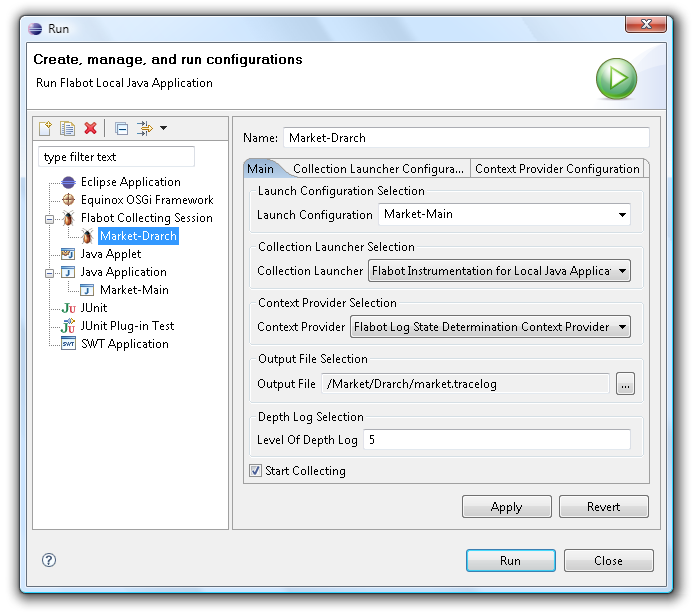 Run
Create, manage, and run configurations
Run Flabot Local Java Application
type filter text
Eclipse Application
Equinox OSGi Framework
Flabot Collecting Session
Market-Drarch
Java Applet
Java Application
Market-Main
JUnit
JUnit Plug-in Test
SWT Application
Name: Market-Drarch
Main Collection Launcher Configura... Context Provider Configuration
Launch Configuration Selection
Launch Configuration Market-Main
Collection Launcher Selection
Collection Launcher Flabot Instrumentation for Local Java Applica
Context Provider Selection
Context Provider Flabot Log State Determination Context Provider
Output File Selection
Output File /Market/Drarch/market.tracelog ...
Depth Log Selection
Level Of Depth Log 5
Start Collecting
Apply Revert
Run Close